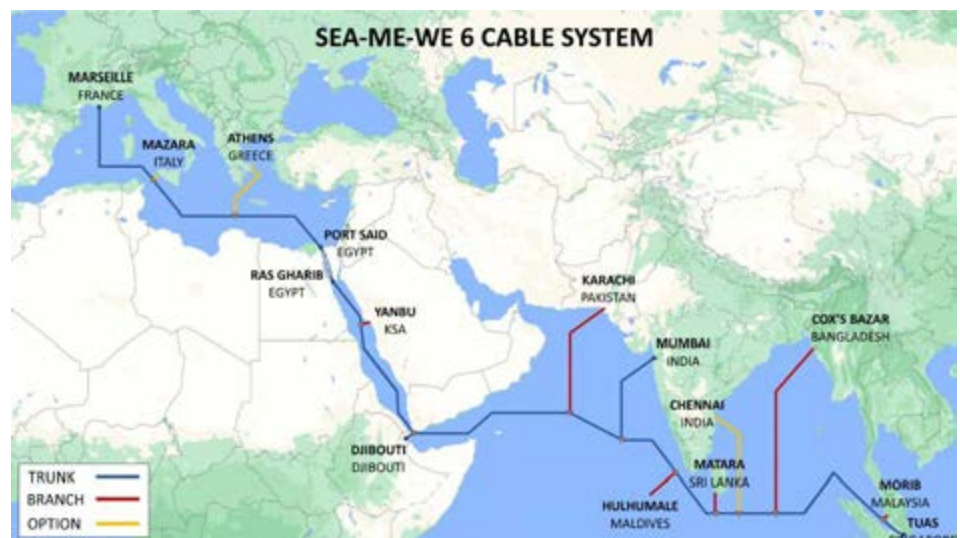 SEA-ME-WE 6 CABLE SYSTEM
MARSEILLE
FRANCE
MAZARA
ITALY
ATHENS
GREECE
PORT SAID
EGYPT
RAS GHARIB
EGYPT
YANBU
KSA
KARACHI
PAKISTAN
COX'S BAZAR
BANGLADESH
MUMBAI
INDIA
CHENNAI
INDIA
DJIBOUTI
DJIBOUTI
MATARA
SRI LANKA
HULHUMALE
MALDIVES
MORIB
MALAYSIA
TUAS
TRUNK
BRANCH
OPTION